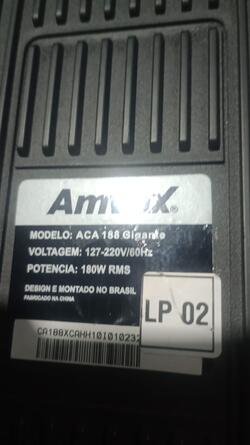 Amvox®
MODELO: ACA 188 Gigante
VOLTAGEM: 127-220V/60Hz
POTENCIA: 180W RMS
DESIGN E MONTADO NO BRASIL
FABRICADO NA CHINA
LP 02